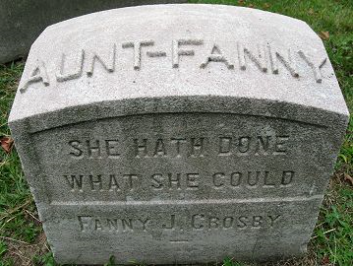 AUNT-FANNY
SHE HATH DONE
WHAT SHE COULD
FANNY J. CROSBY